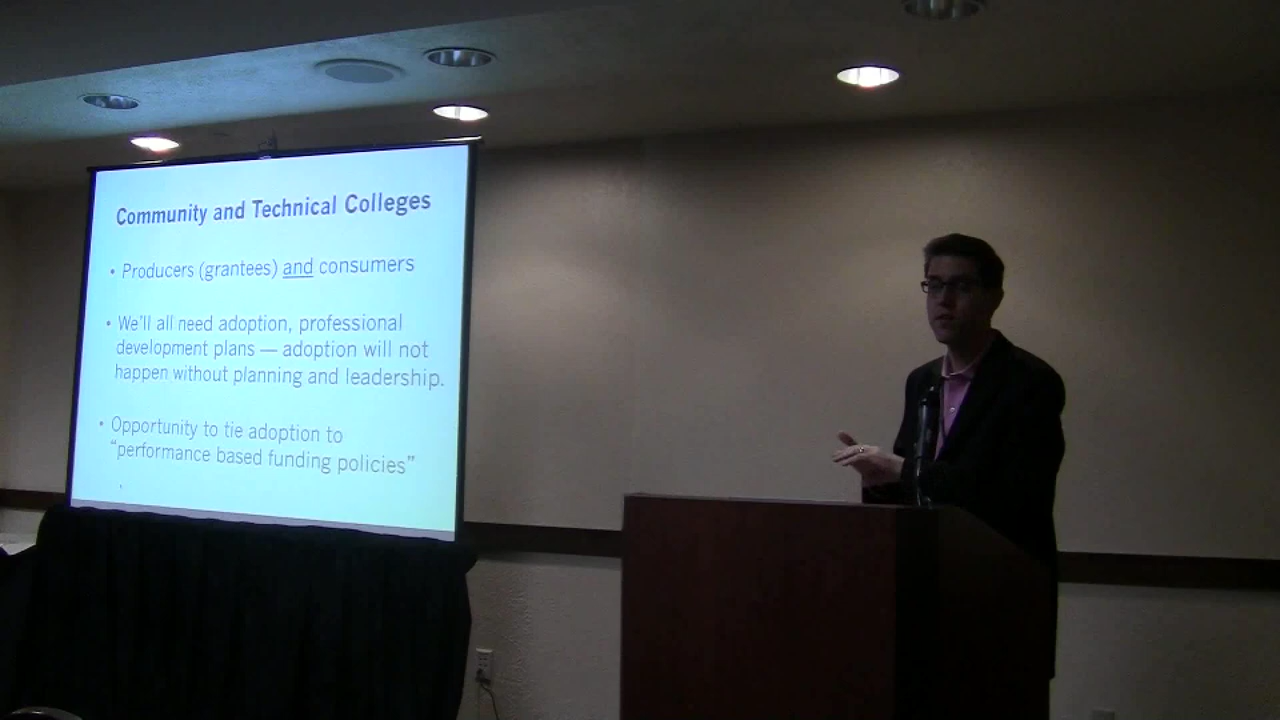 Community and Technical Colleges
• Producers (grantees) and consumers
• We'll all need adoption, professional
development plans — adoption will not
happen without planning and leadership.
• Opportunity to tie adoption to
“performance based funding policies”